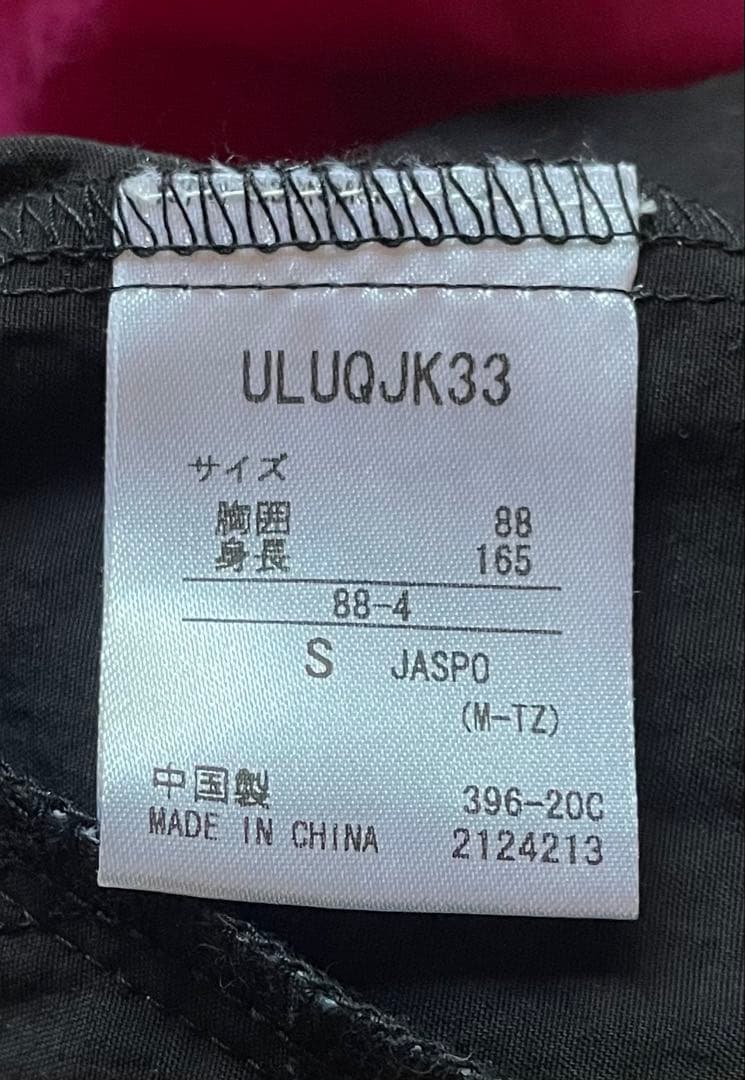 ULUQJK33
サイズ
胸囲 88
身長 165
88-4
S JASPO
(M-TZ)
中国製 396-20C
MADE IN CHINA 2124213